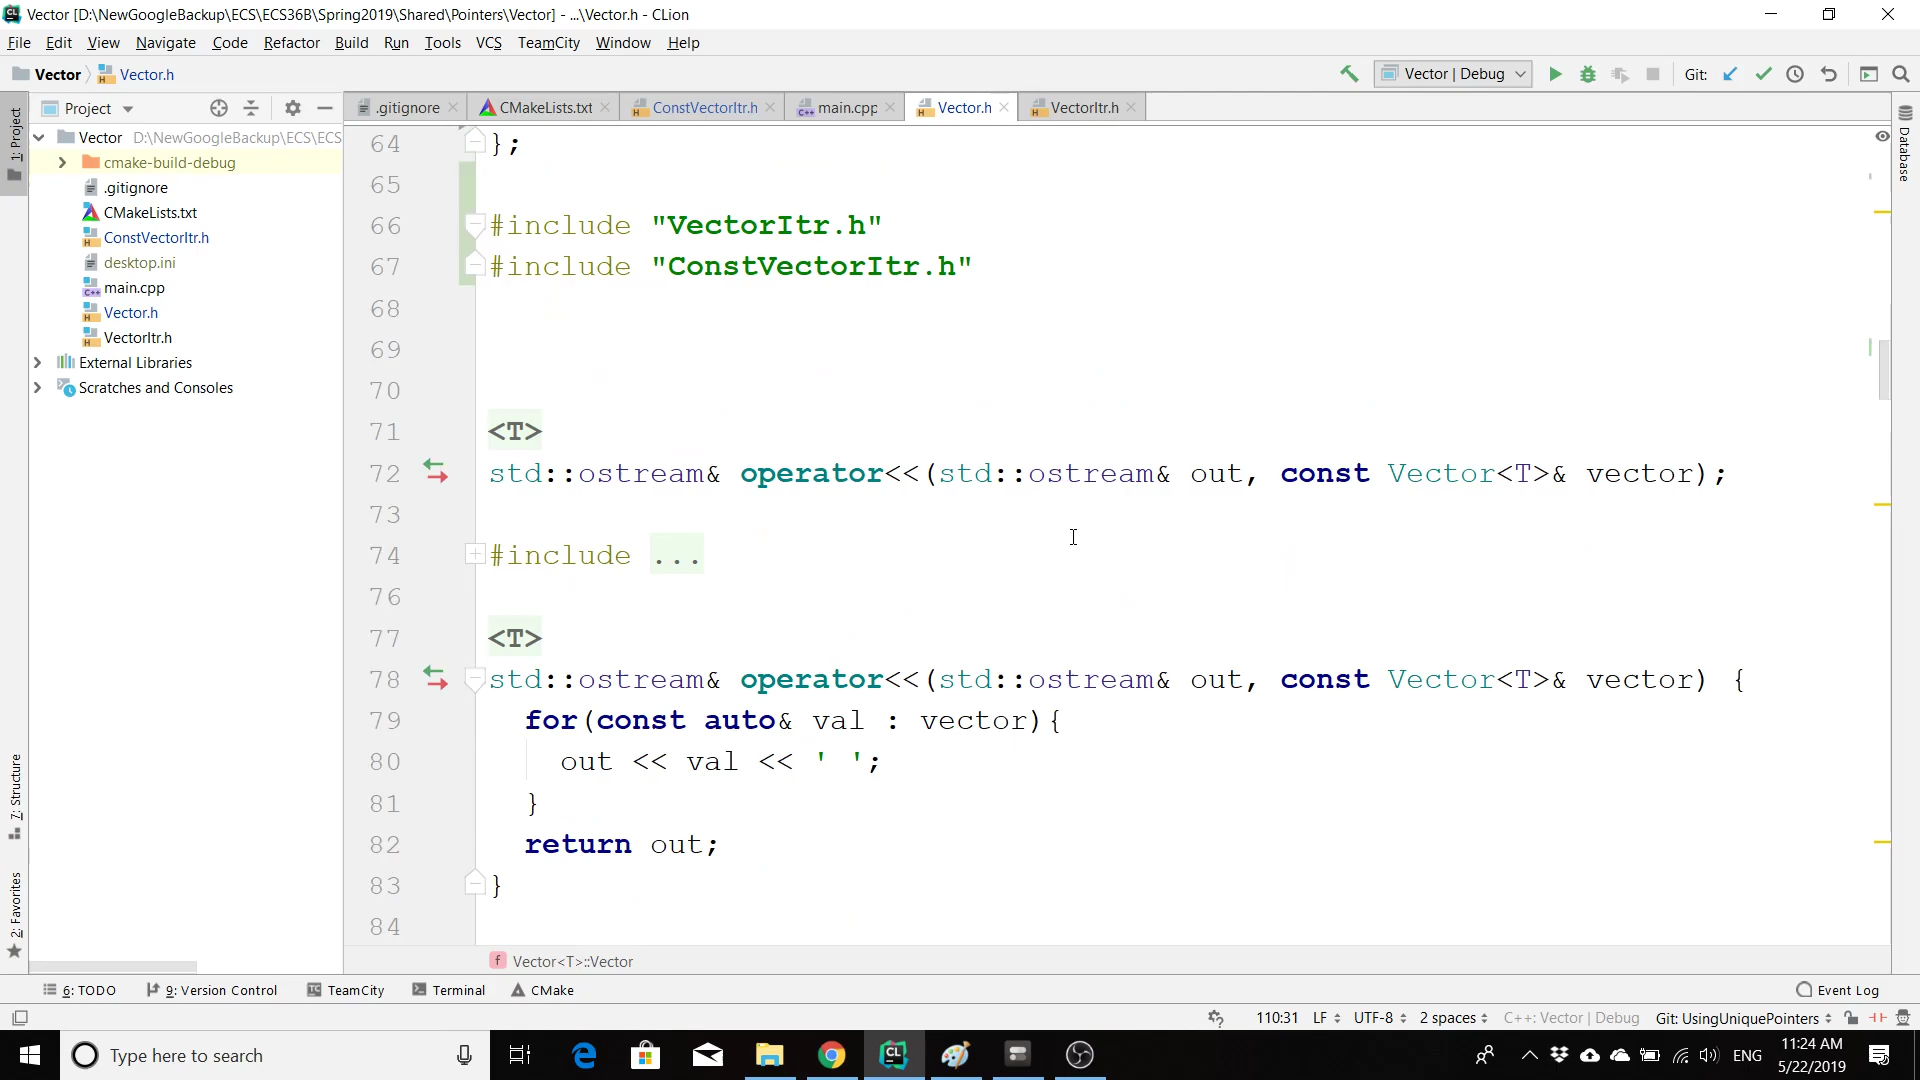 Vector [D:\NewGoogleBackup\ECS\ECS36B\Spring2019\Shared\Pointers\Vector] - ...\Vector.h - CLion
File Edit View Navigate Code Refactor Build Run Tools VCS TeamCity Window Help
Vector Vector.h Vector | Debug Git:
Project .gitignore CMakeLists.txt ConstVectorItr.h main.cpp Vector.h VectorItr.h
1: Project
Vector D:\NewGoogleBackup\ECS\ECS
cmake-build-debug
.gitignore
CMakeLists.txt
ConstVectorItr.h
desktop.ini
main.cpp
Vector.h
VectorItr.h
External Libraries
Scratches and Consoles
7: Structure
2: Favorites
Database
64 };
65
66 #include "VectorItr.h"
67 #include "ConstVectorItr.h"
68
69
70
71 <T>
72 std::ostream& operator<<(std::ostream& out, const Vector<T>& vector);
73
74 #include ...
76
77 <T>
78 std::ostream& operator<<(std::ostream& out, const Vector<T>& vector) {
79 for(const auto& val : vector){
80 out << val << ' ';
81 }
82 return out;
83 }
84
f Vector<T>::Vector
6: TODO 9: Version Control TeamCity Terminal CMake Event Log
110:31 LF UTF-8 2 spaces C++: Vector | Debug Git: UsingUniquePointers
Type here to search ENG 11:24 AM
5/22/2019